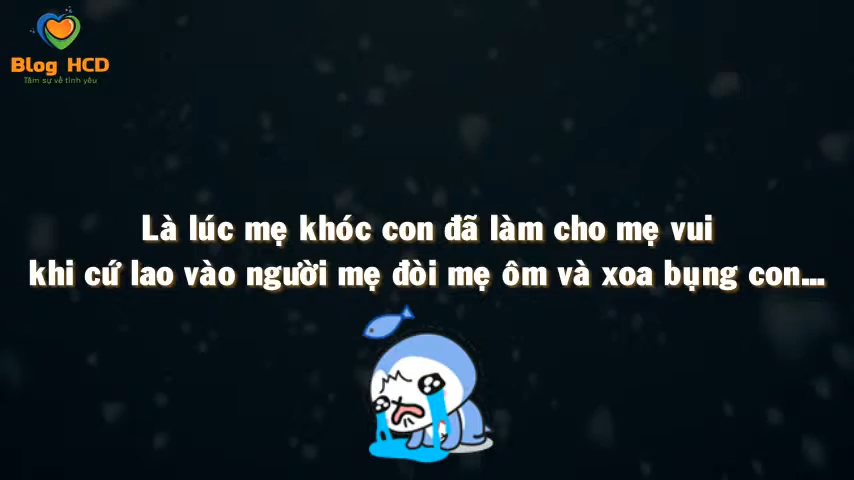 Blog HCD
Tâm sự về tình yêu
Là lúc mẹ khóc con đã làm cho mẹ vui
khi cứ lao vào người mẹ đòi mẹ ôm và xoa bụng con...